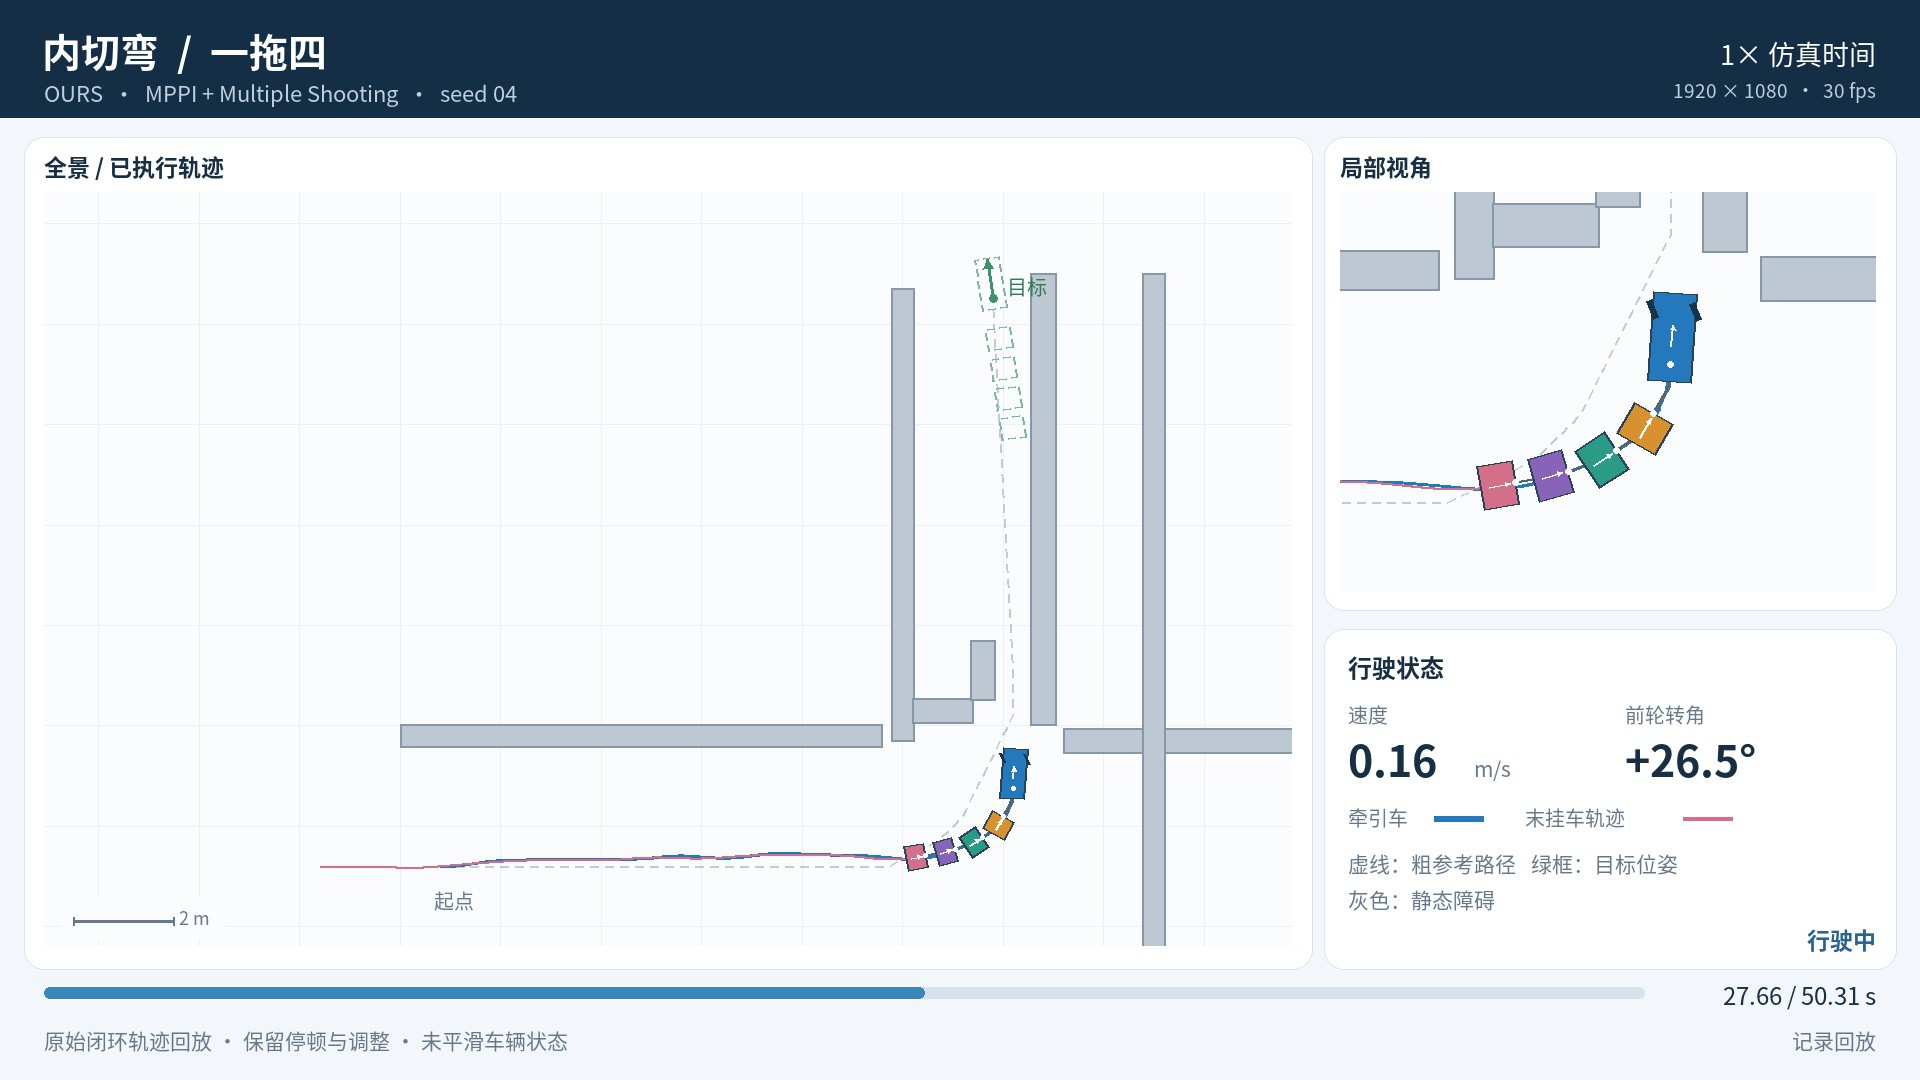 内切弯 / 一拖四
OURS • MPPI + Multiple Shooting • seed 04
1× 仿真时间
1920 × 1080 • 30 fps
全景 / 已执行轨迹
目标
起点
2 m
局部视角
行驶状态
速度
前轮转角
0.16 m/s
+26.5°
牵引车
末挂车轨迹
虚线：粗参考路径 绿框：目标位姿
灰色：静态障碍
行驶中
27.66 / 50.31 s
原始闭环轨迹回放 • 保留停顿与调整 • 未平滑车辆状态
记录回放